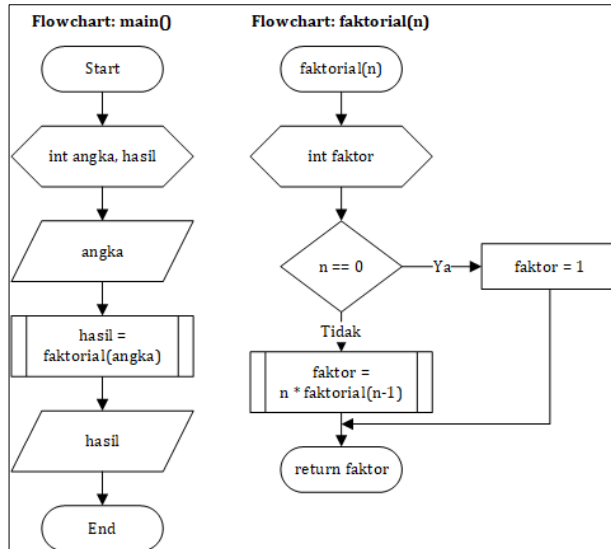 Flowchart: main()
Start
int angka, hasil
angka
hasil =
faktorial(angka)
hasil
End
Flowchart: faktorial(n)
faktorial(n)
int faktor
n == 0
Ya
faktor = 1
Tidak
faktor =
n * faktorial(n-1)
return faktor